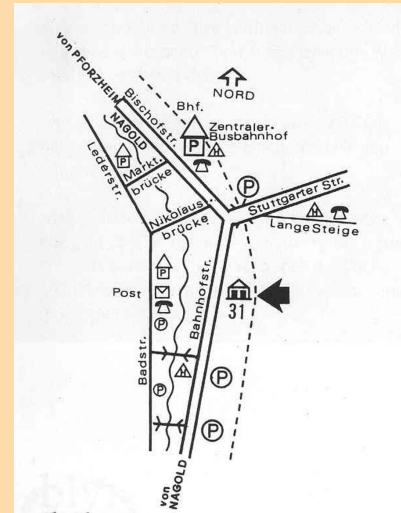 von PFORZHEIM
Bischofstr.
NORD
Bhf.
Zentraler-
Busbahnhof
P
H
NAGOLD
Lederstr.
P
Markt-
brücke
Nikolaus-
brücke
P
Stuttgarter Str.
H
Lange Steige
P
Post
P
Badstr.
Bahnhofstr.
31
H
P
P
P
von
NAGOLD